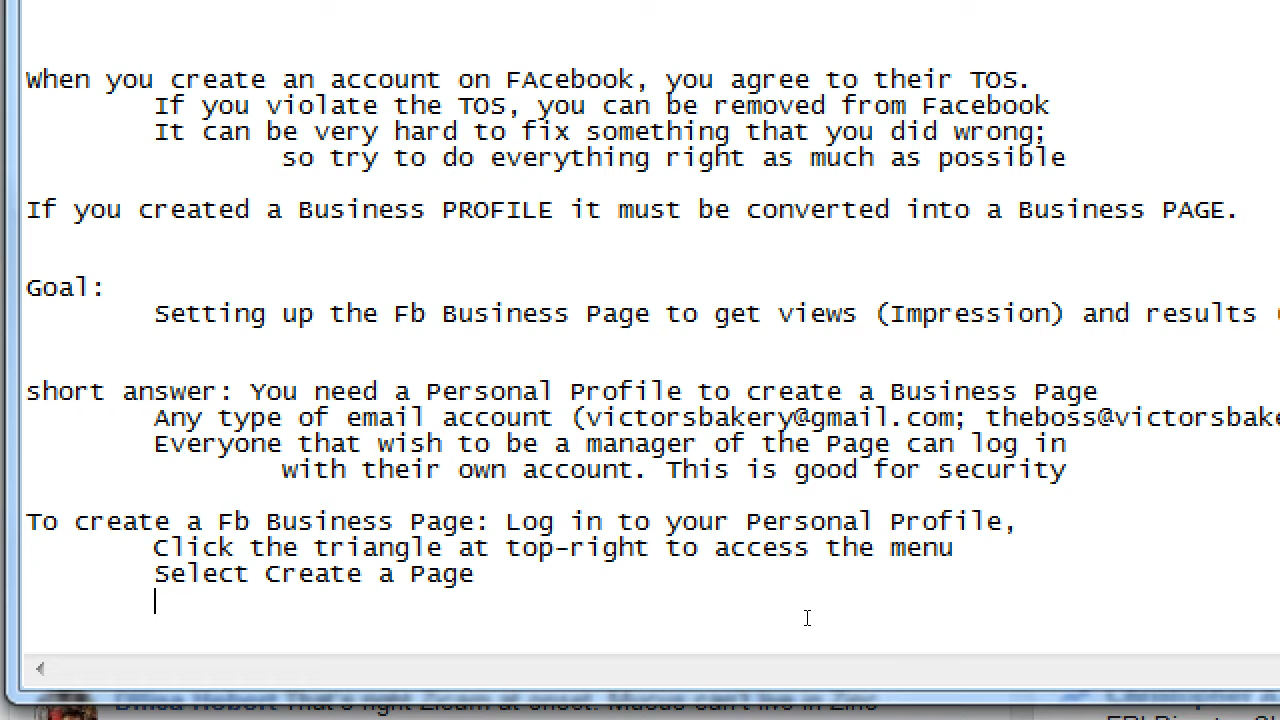 When you create an account on FAcebook, you agree to their TOS.
If you violate the TOS, you can be removed from Facebook
It can be very hard to fix something that you did wrong;
so try to do everything right as much as possible
If you created a Business PROFILE it must be converted into a Business PAGE.
Goal:
Setting up the Fb Business Page to get views (Impression) and results
short answer: You need a Personal Profile to create a Business Page
Any type of email account (victorsbakery@gmail.com; theboss@victorsbake
Everyone that wish to be a manager of the Page can log in
with their own account. This is good for security
To create a Fb Business Page: Log in to your Personal Profile,
Click the triangle at top-right to access the menu
Select Create a Page